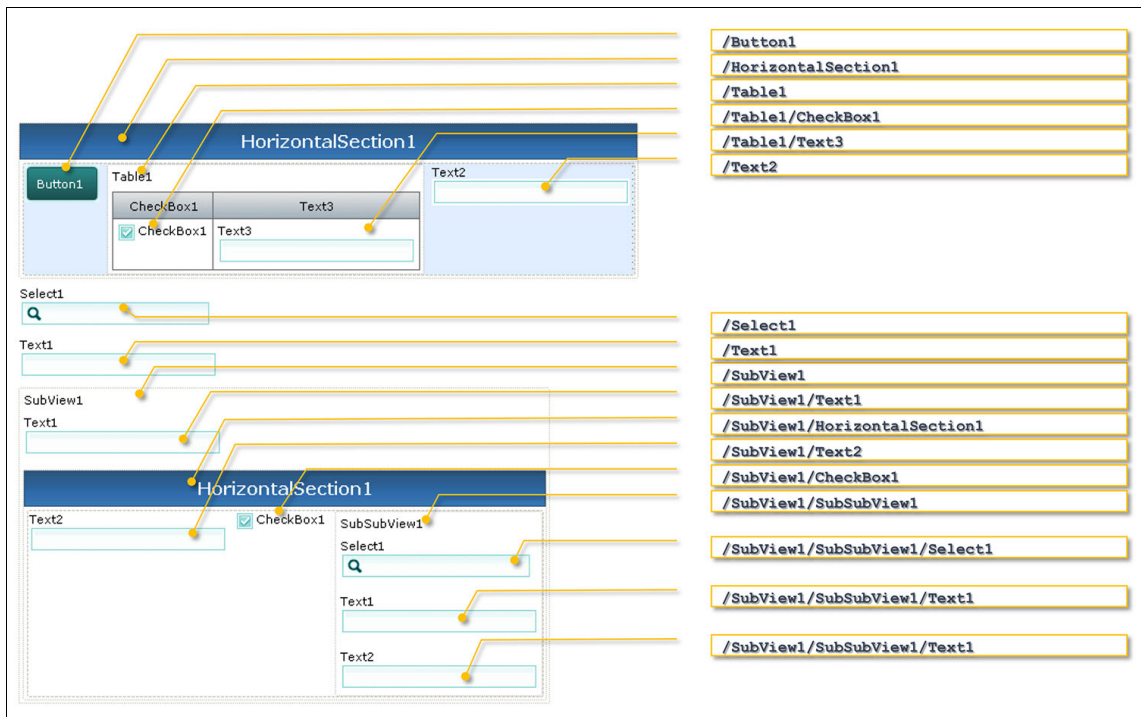 /Button1
/HorizontalSection1
/Table1
/Table1/CheckBox1
/Table1/Text3
/Text2
HorizontalSection1
Button1
Table1
Text2
CheckBox1 Text3
CheckBox1 Text3
Select1
/Select1
Text1
/Text1
/SubView1
SubView1
/SubView1/Text1
Text1
/SubView1/HorizontalSection1
/SubView1/Text2
/SubView1/CheckBox1
HorizontalSection1
/SubView1/SubSubView1
Text2
CheckBox1
SubSubView1
Select1
/SubView1/SubSubView1/Select1
Text1
/SubView1/SubSubView1/Text1
Text2
/SubView1/SubSubView1/Text1